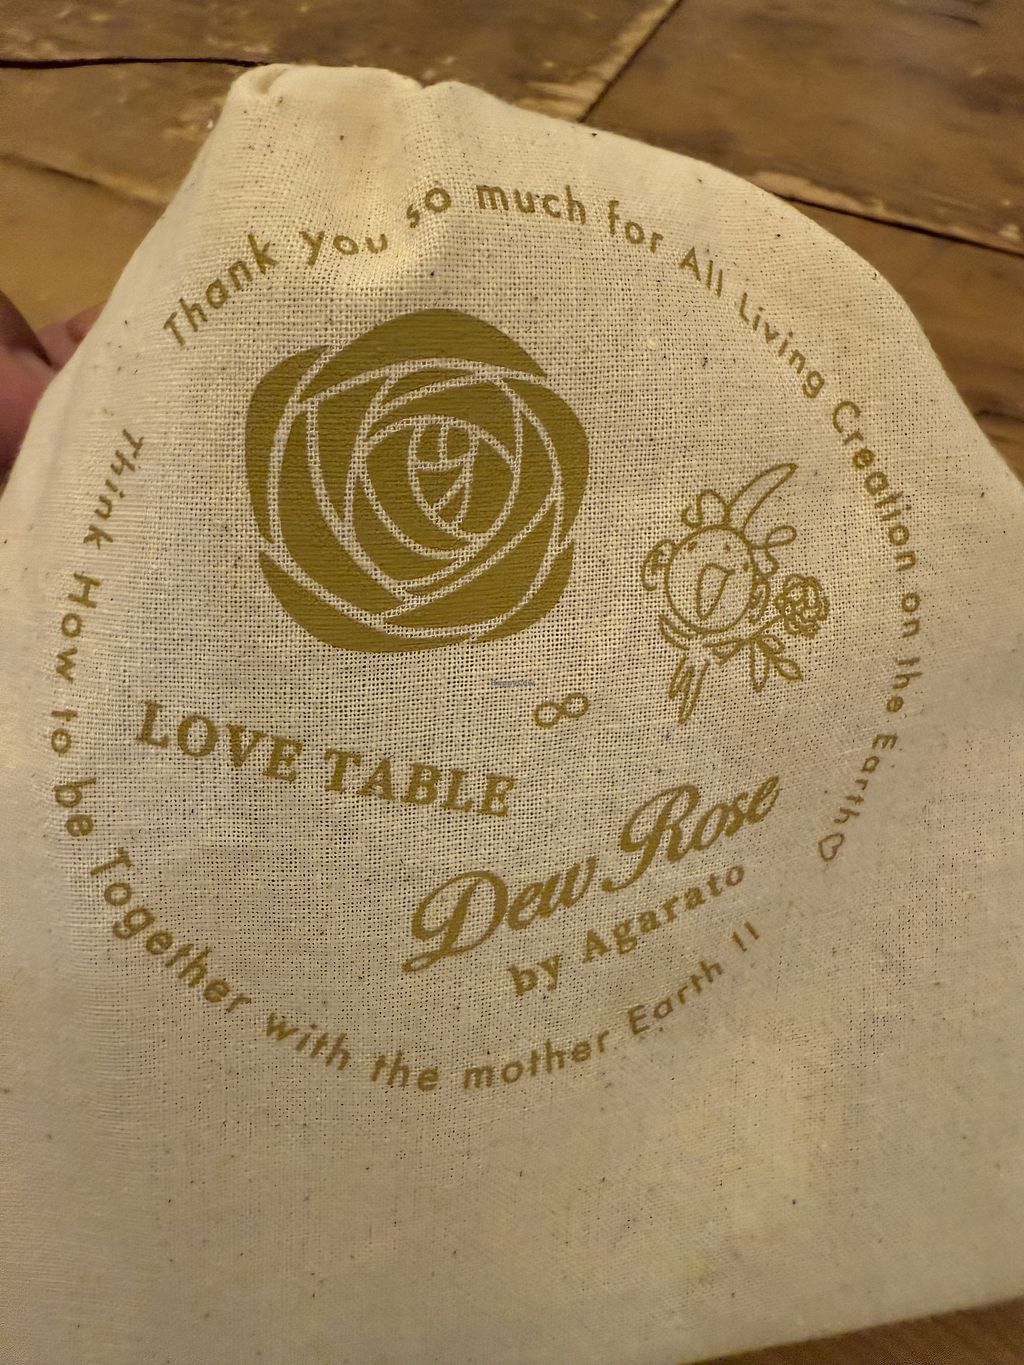 Thank you so much for All Living Creation on the Earth♡
LOVE TABLE
∞
Dew Rose
by Agarato
Think How to be Together with the mother Earth !!